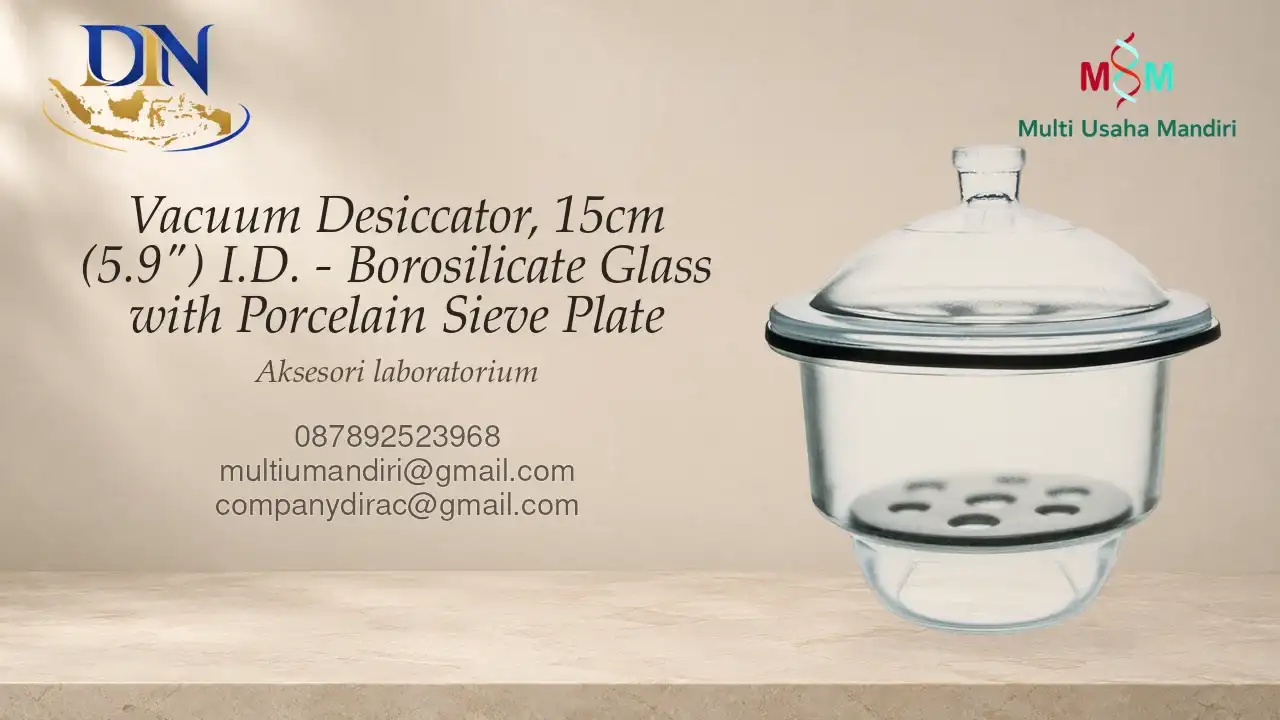 DN
M M
Multi Usaha Mandiri
Vacuum Desiccator, 15cm
(5.9") I.D. - Borosilicate Glass
with Porcelain Sieve Plate
Aksesori laboratorium
087892523968
multiumandiri@gmail.com
companydirac@gmail.com